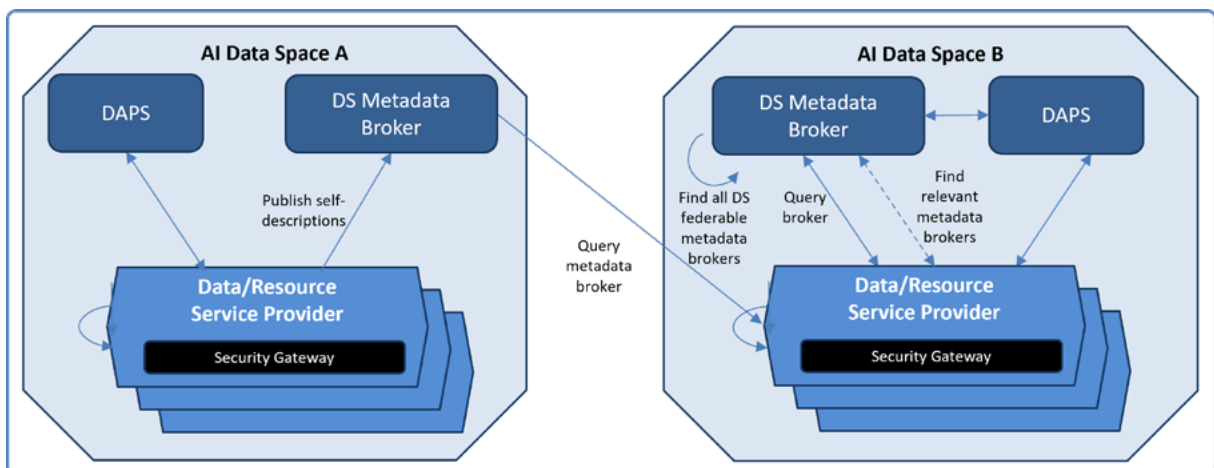 AI Data Space A
DAPS
DS Metadata
Broker
Publish self-
descriptions
Data/Resource
Service Provider
Security Gateway
Query
metadata
broker
AI Data Space B
DS Metadata
Broker
DAPS
Find all DS
federable
metadata
brokers
Query
broker
Find
relevant
metadata
brokers
Data/Resource
Service Provider
Security Gateway